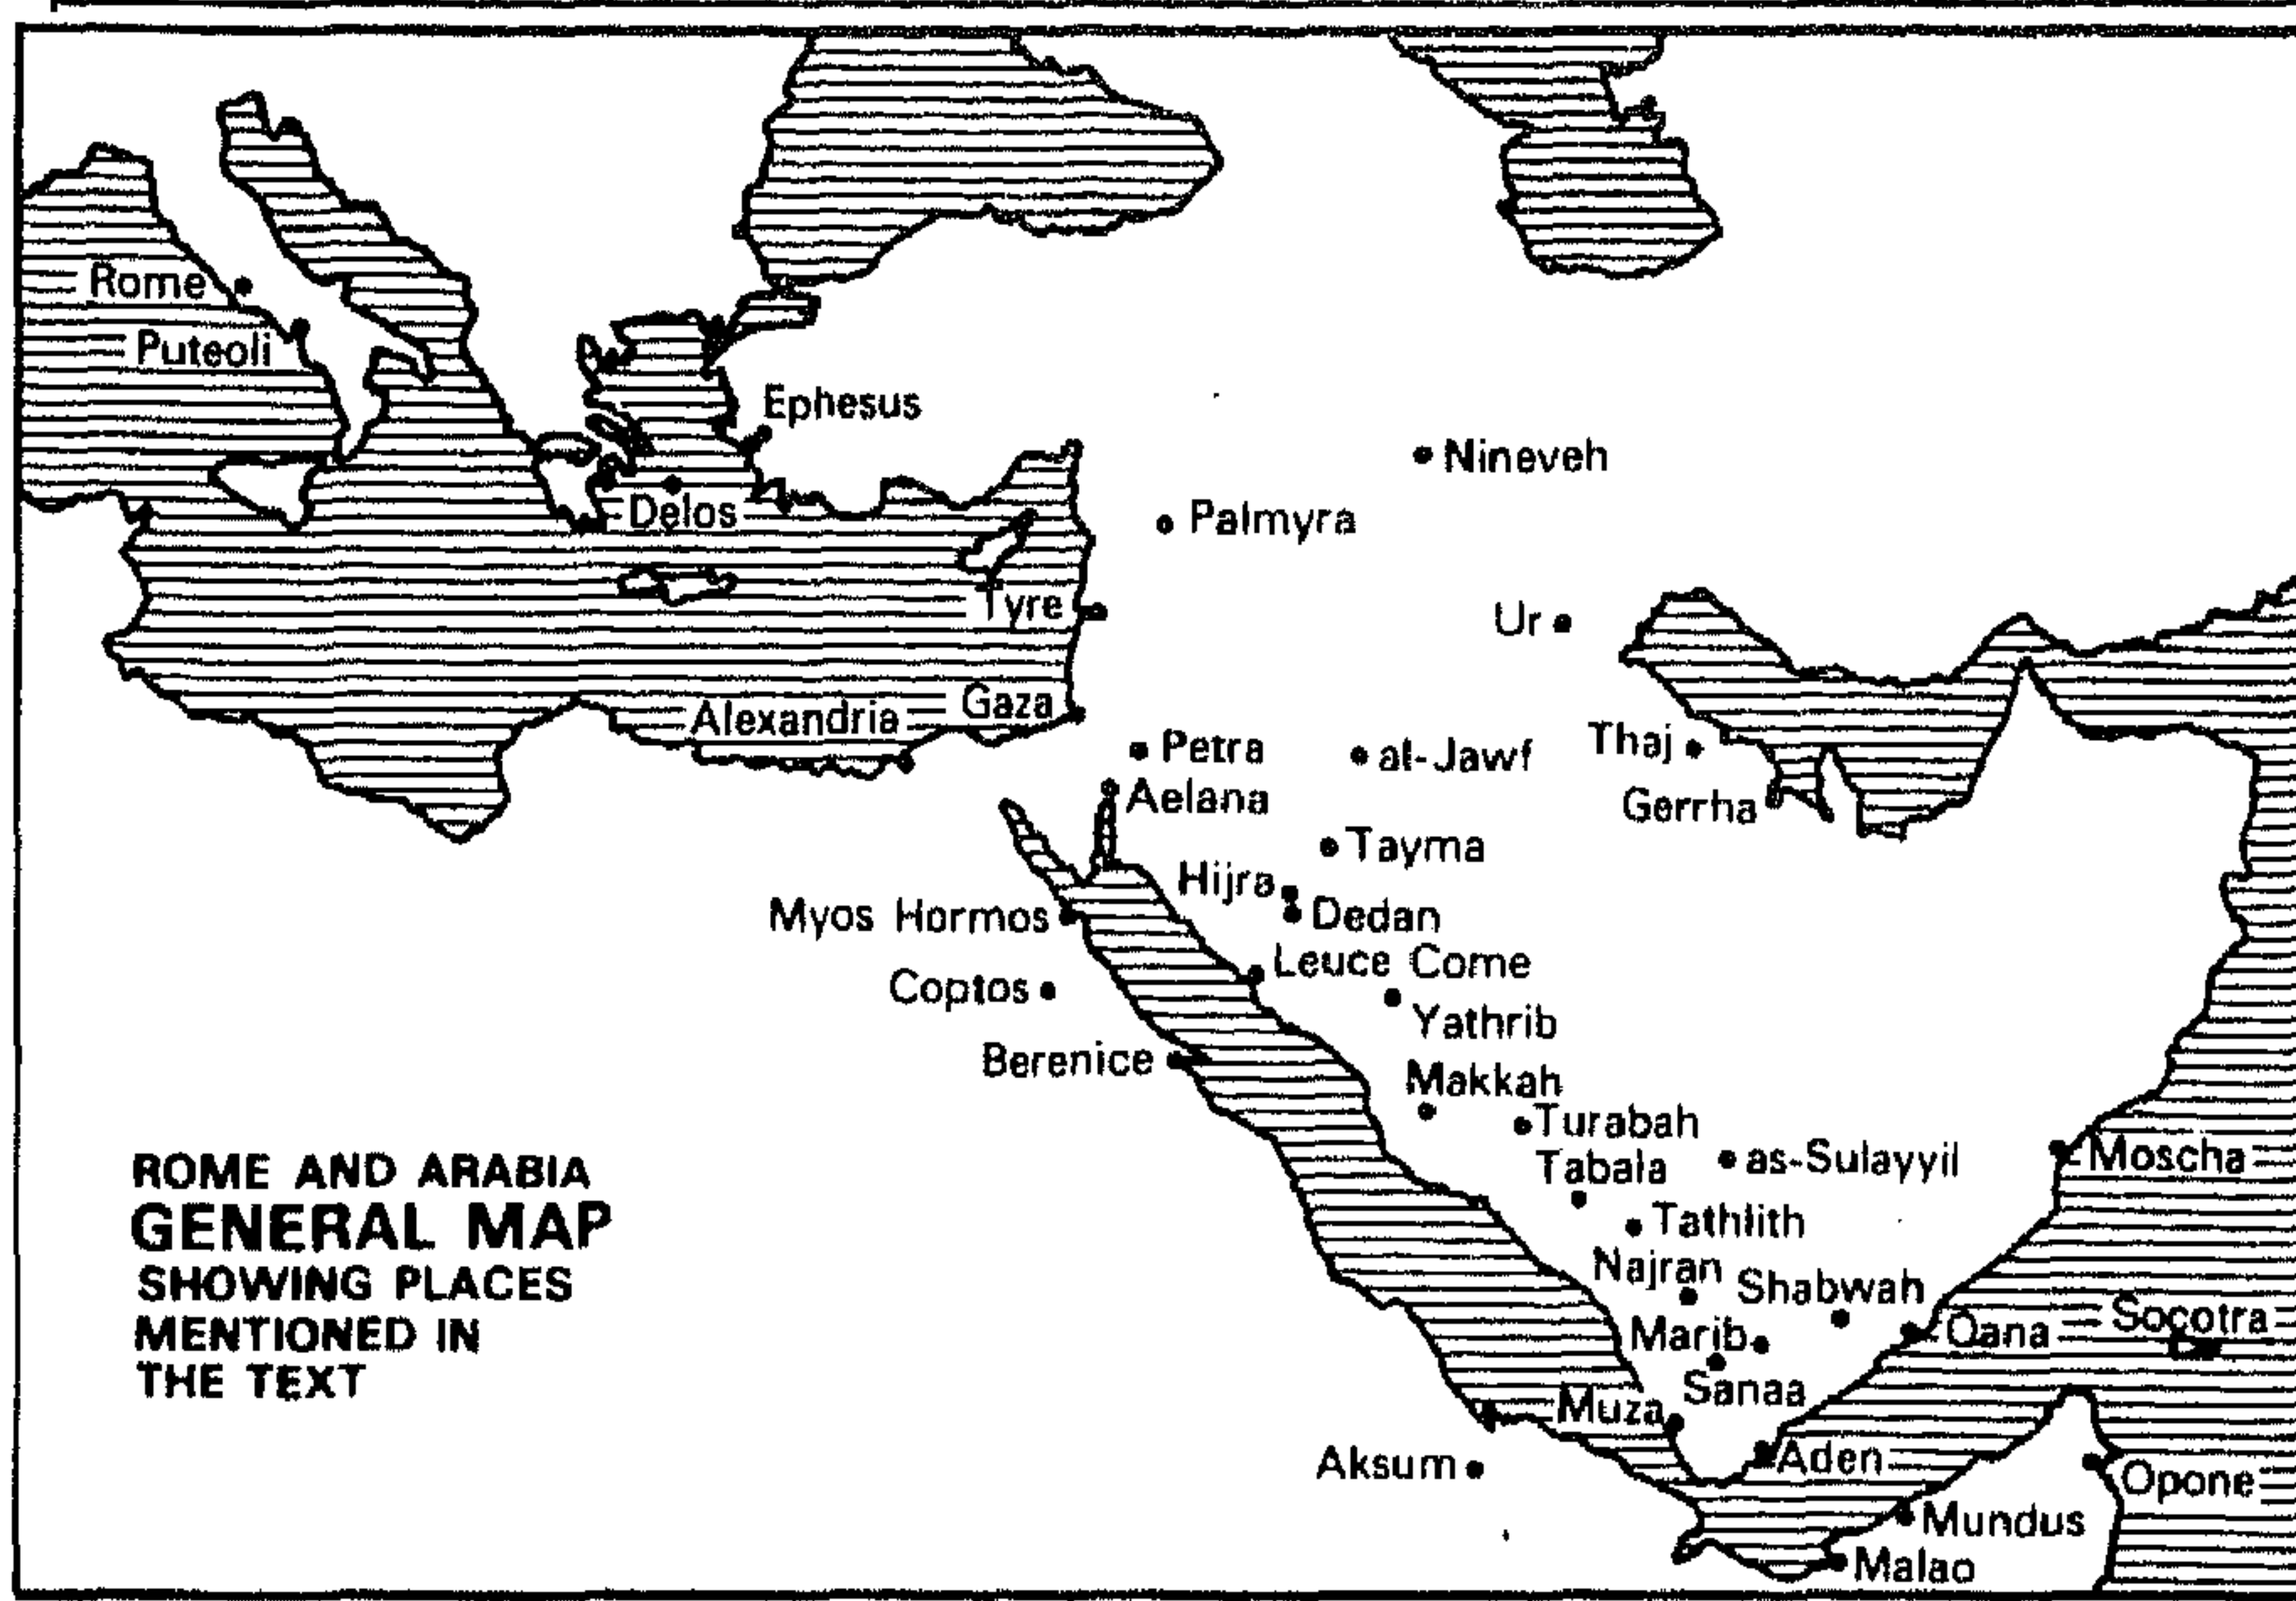 Rome
Puteoli
Ephesus
Nineveh
Delos
Palmyra
Tyre
Ur
Gaza
Alexandria
Petra
al-Jawf
Thaj
Aelana
Gerrha
Tayma
Hijra
Myos Hormos
Dedan
Leuce Come
Coptos
Yathrib
Berenice
Makkah
Turabah
Tabala
as-Sulayyil
Moscha
Tathlith
Najran
Shabwah
Marib
Qana
Socotra
Sanaa
Muza
Aksum
Aden
Opone
Mundus
Malao
ROME AND ARABIA
GENERAL MAP
SHOWING PLACES
MENTIONED IN
THE TEXT